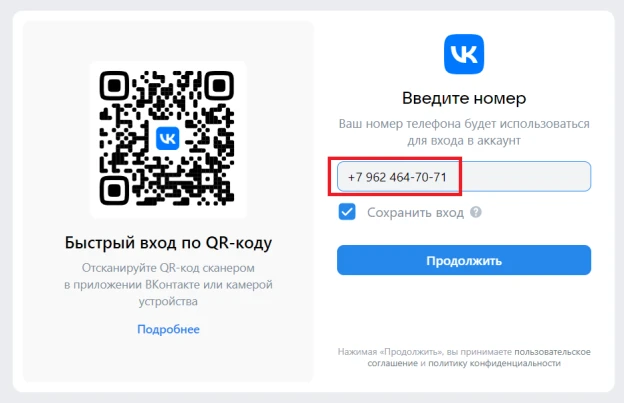 Быстрый вход по QR-коду
Отсканируйте QR-код сканером
в приложении ВКонтакте или камерой
устройства
Подробнее
Введите номер
Ваш номер телефона будет использоваться
для входа в аккаунт
+7 962 464-70-71
Сохранить вход ?
Продолжить
Нажимая «Продолжить», вы принимаете пользовательское
соглашение и политику конфиденциальности